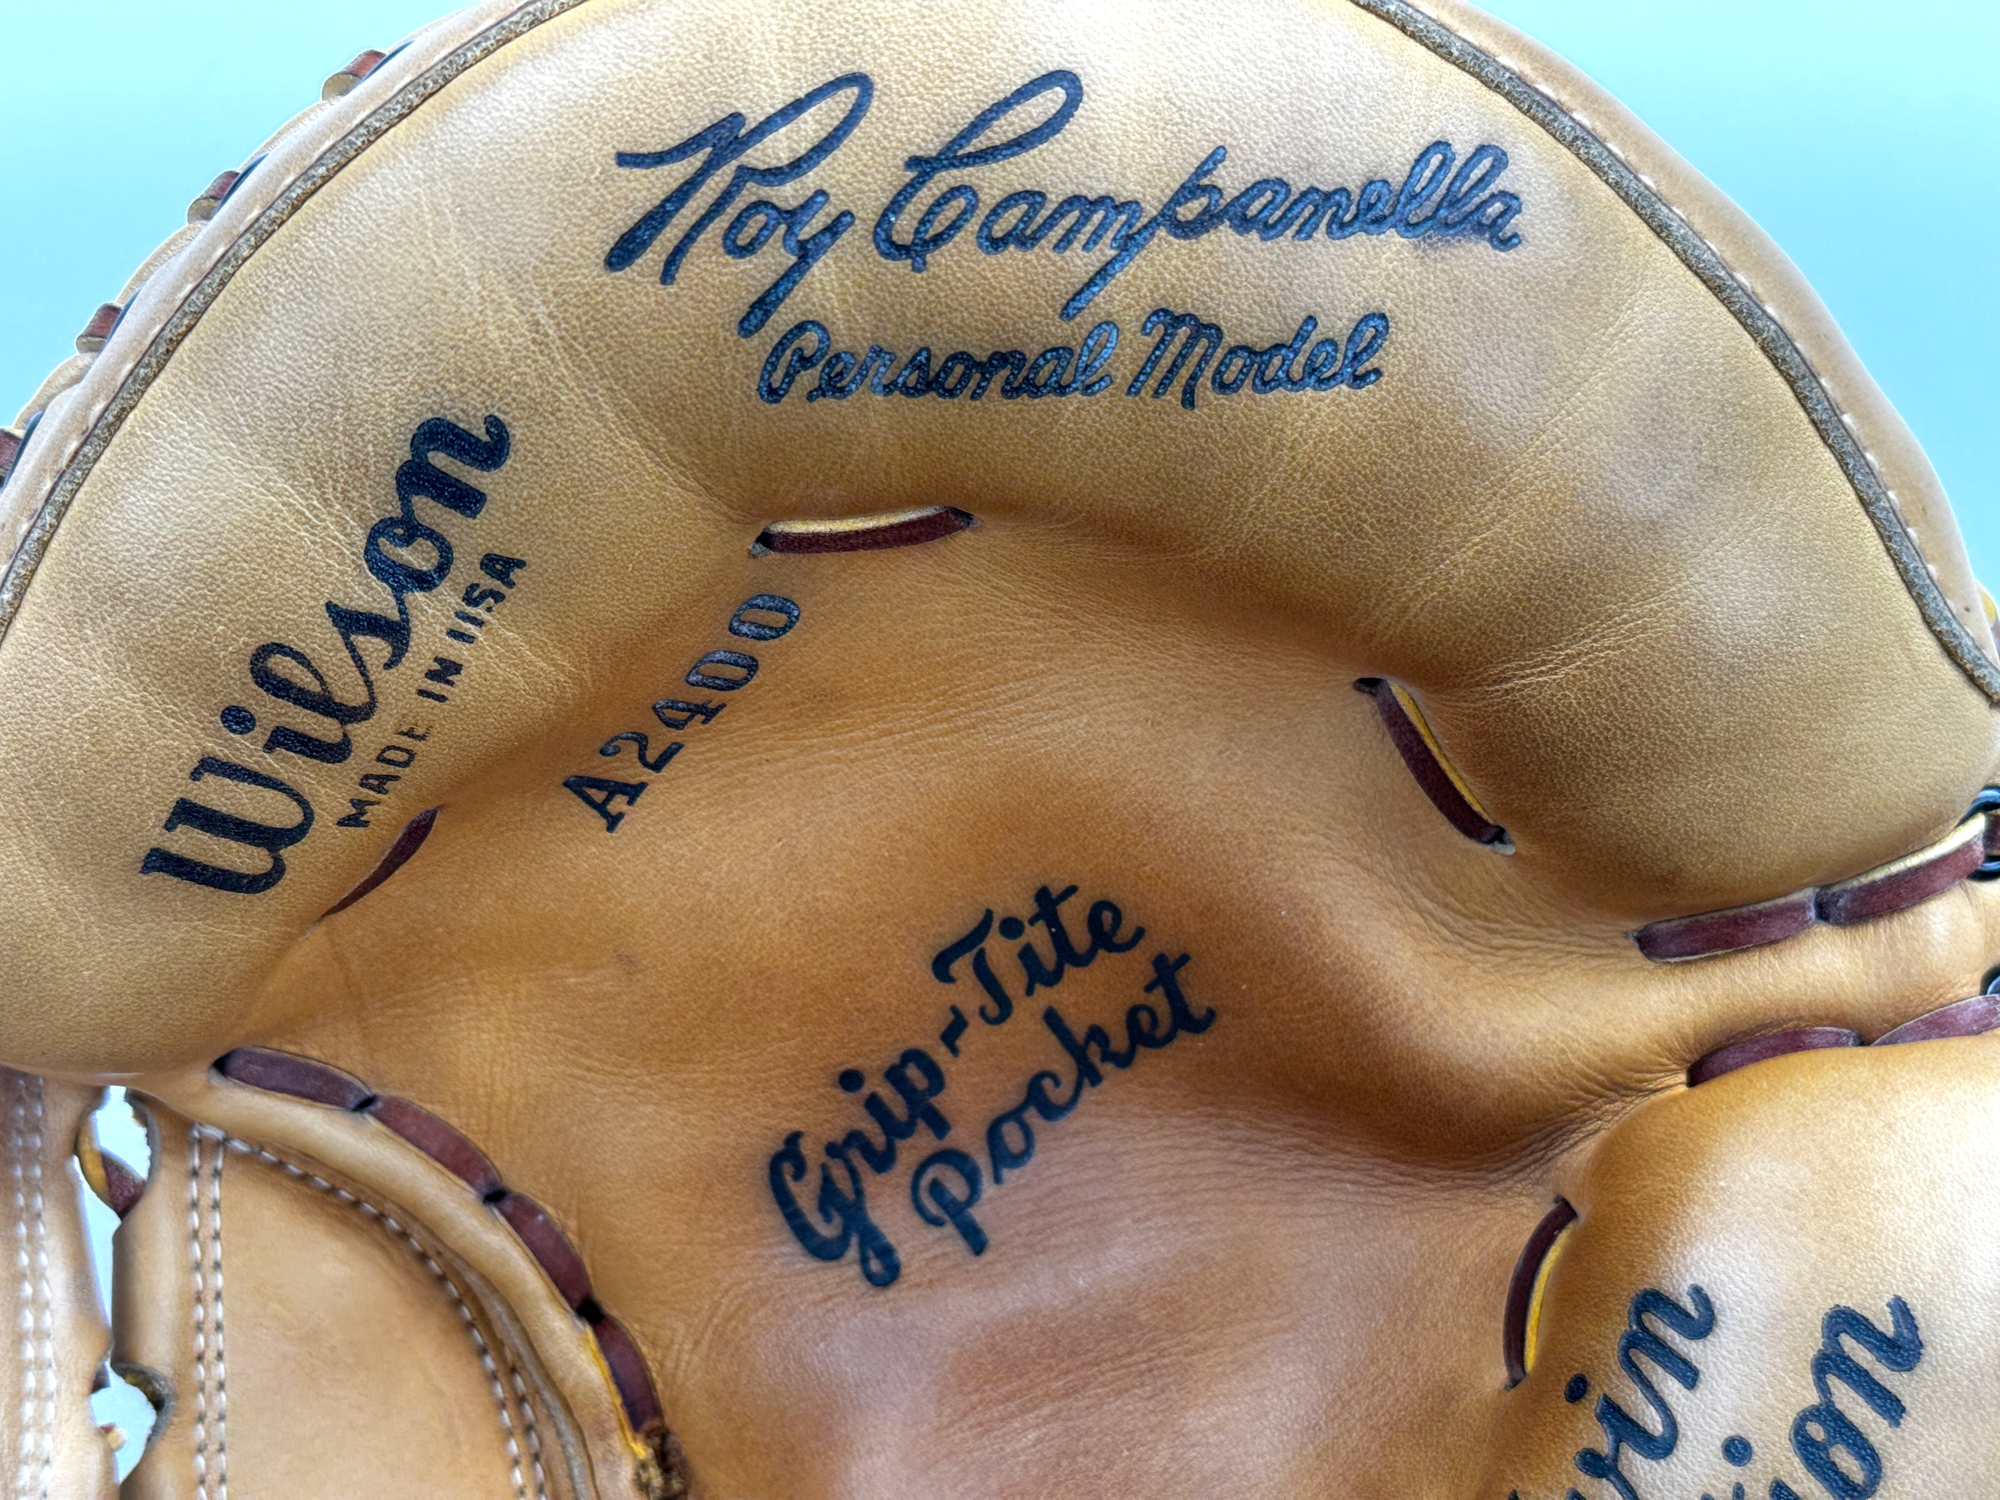 Roy Campanella
Personal Model
Wilson
MADE IN USA
A2400
Grip-Tite
Pocket